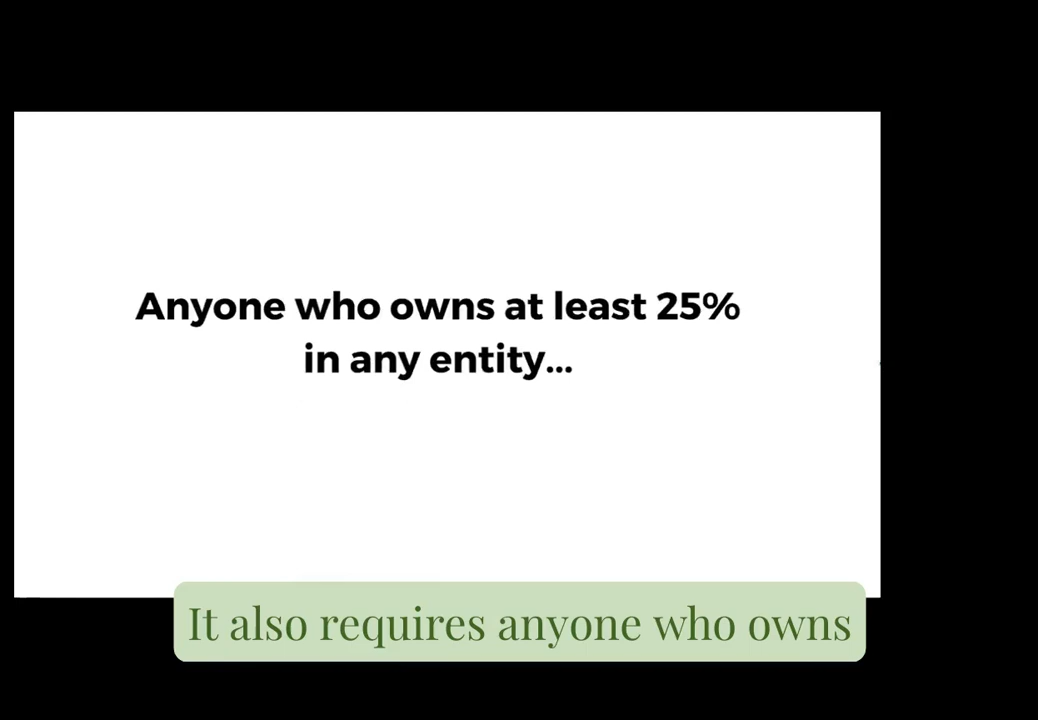 Anyone who owns at least 25%
in any entity...
It also requires anyone who owns